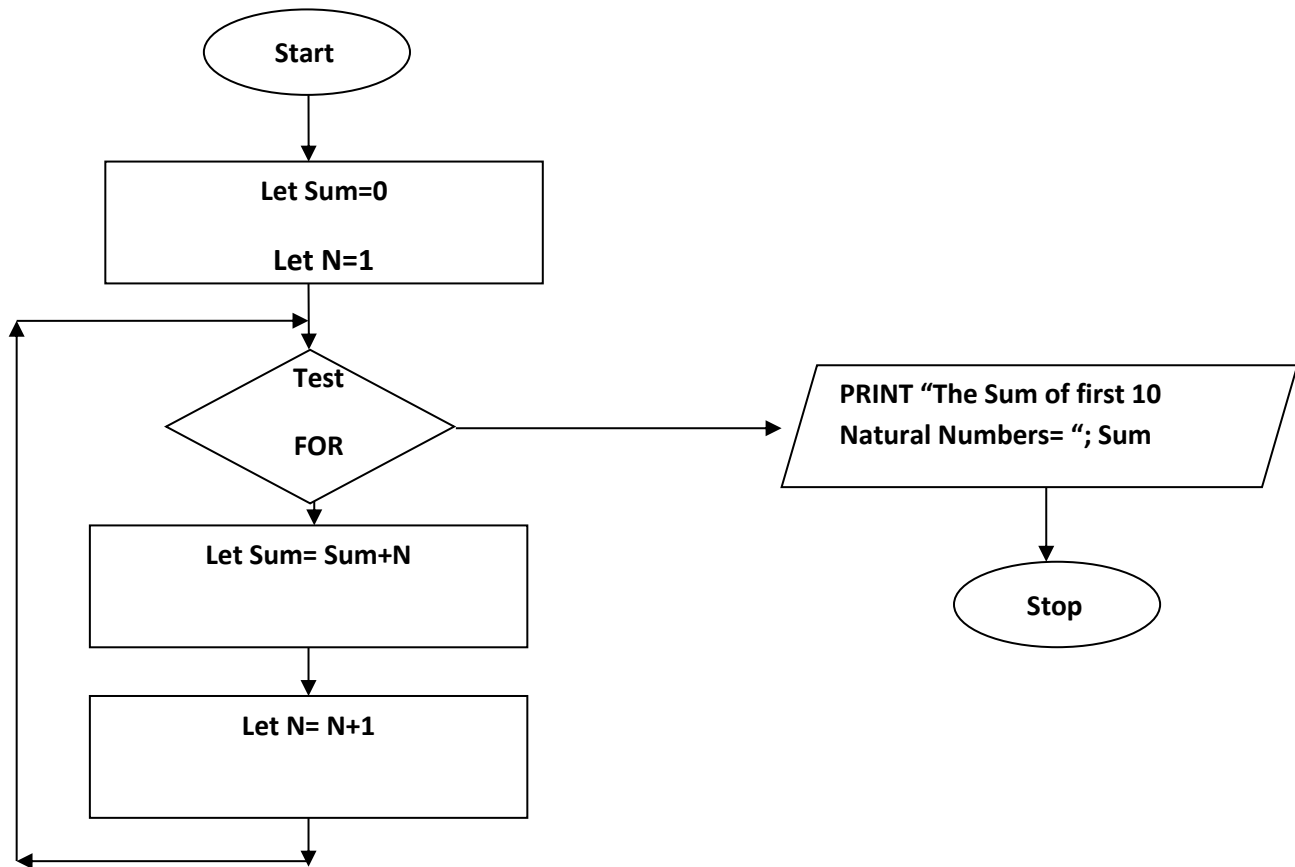 Start
Let Sum=0
Let N=1
Test
FOR
Let Sum= Sum+N
Let N= N+1
PRINT “The Sum of first 10
Natural Numbers= “; Sum
Stop